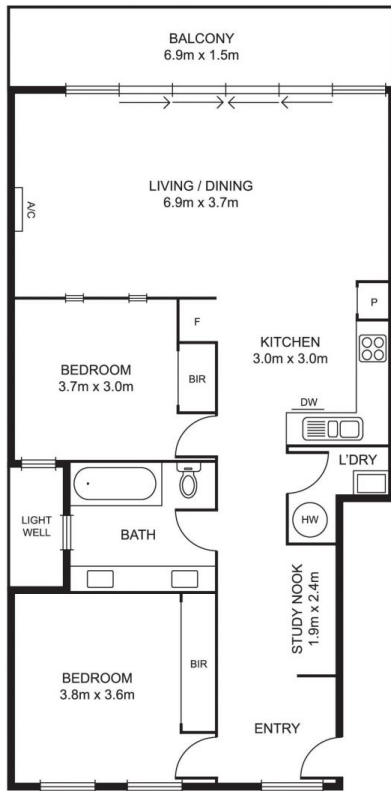 BALCONY
6.9m x 1.5m
LIVING / DINING
6.9m x 3.7m
A/C
P
F
KITCHEN
3.0m x 3.0m
BEDROOM
3.7m x 3.0m
BIR
DW
L'DRY
HW
LIGHT
WELL
BATH
STUDY NOOK
1.9m x 2.4m
BEDROOM
3.8m x 3.6m
BIR
ENTRY